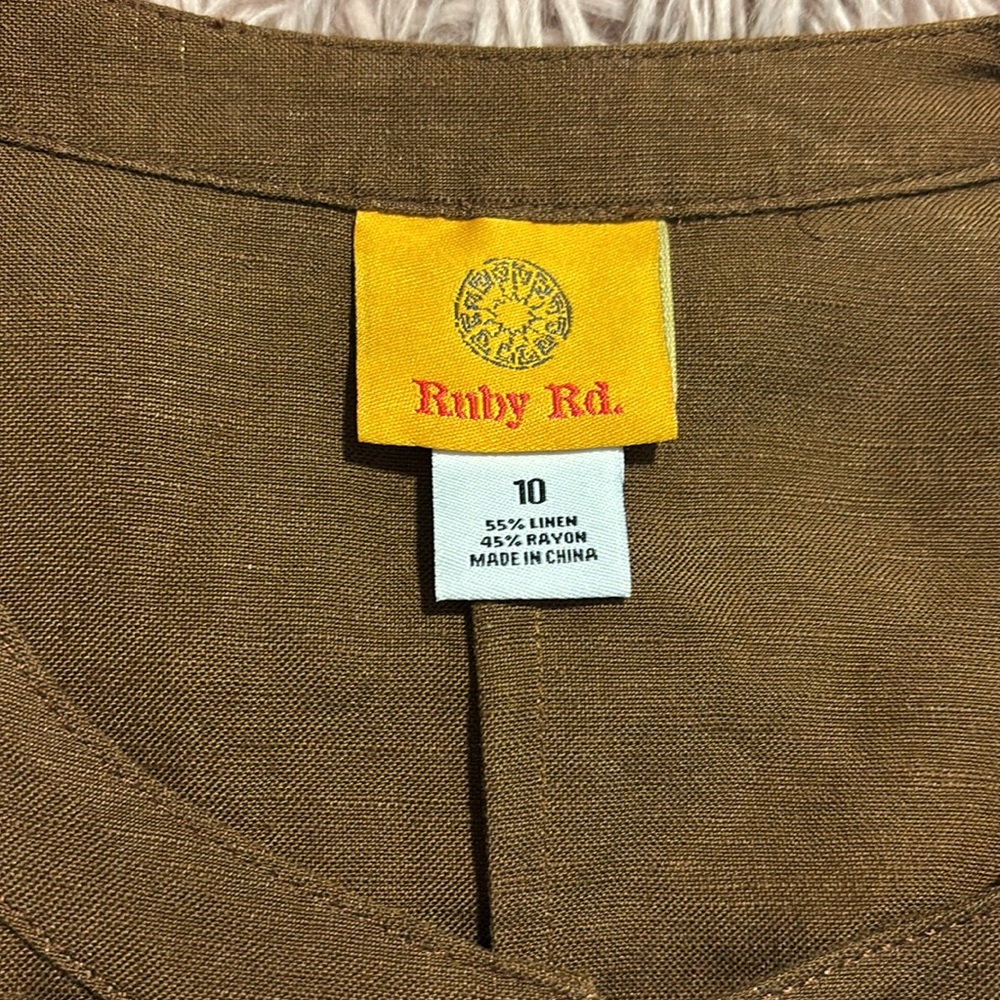 Ruby Rd.
10
55% LINEN
45% RAYON
MADE IN CHINA